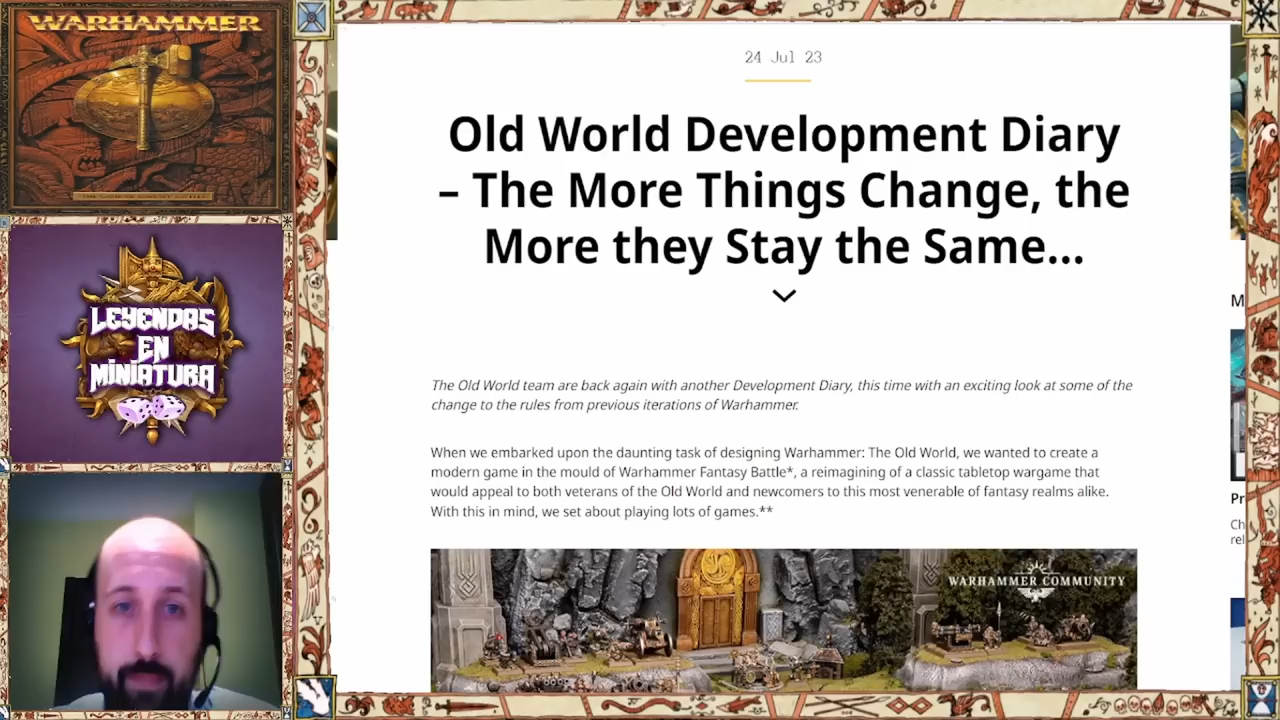 WARHAMMER
LEYENDAS
EN
MINIATURA
24 Jul 23
Old World Development Diary
– The More Things Change, the
More they Stay the Same...
The Old World team are back again with another Development Diary, this time with an exciting look at some of the
change to the rules from previous iterations of Warhammer.
When we embarked upon the daunting task of designing Warhammer: The Old World, we wanted to create a
modern game in the mould of Warhammer Fantasy Battle*, a reimagining of a classic tabletop wargame that
would appeal to both veterans of the Old World and newcomers to this most venerable of fantasy realms alike.
With this in mind, we set about playing lots of games.**
WARHAMMER COMMUNITY
M
Pr
Ch
rel